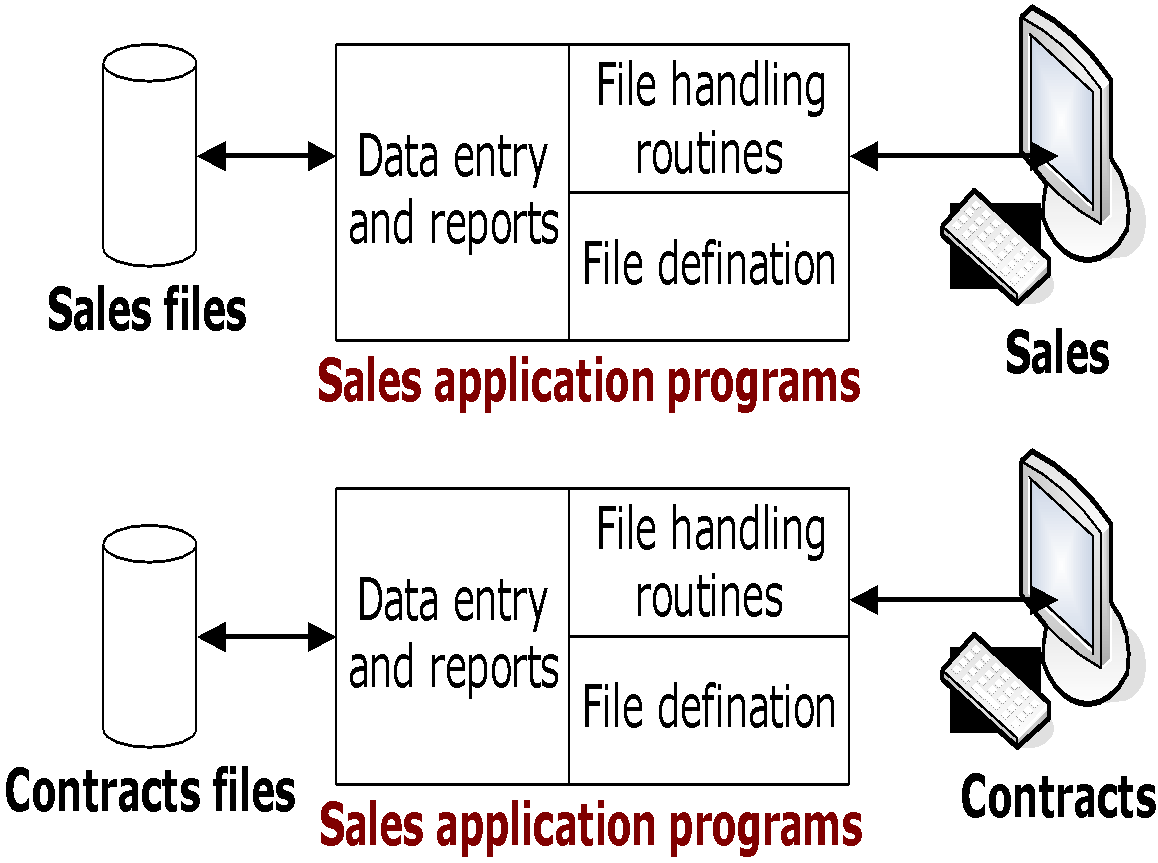 File handling
routines
Data entry
and reports
File defination
Sales files
Sales
Sales application programs
File handling
routines
Data entry
and reports
File defination
Contracts files
Contracts
Sales application programs